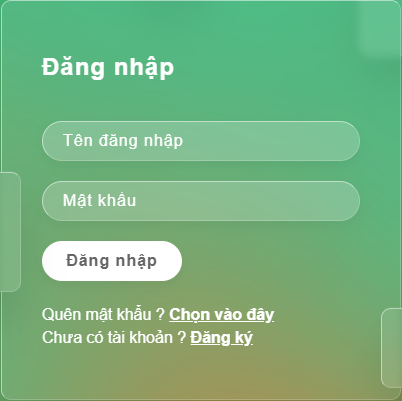 Đăng nhập
Tên đăng nhập
Mật khẩu
Đăng nhập
Quên mật khẩu ? Chọn vào đây
Chưa có tài khoản ? Đăng ký